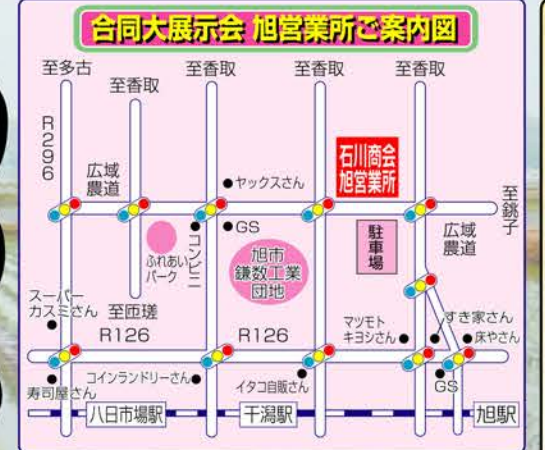 合同大展示会 旭営業所ご案内図
至多古
至香取
至香取
至香取
至香取
R296
広域
農道
ヤックスさん
石川商会
旭営業所
至銚子
コンビニ
GS
ふれあい
パーク
旭市
鎌数工業
団地
駐車場
広域
農道
スーパー
カスミさん
至匝瑳
R126
R126
マツモト
キヨシさん
すき家さん
床やさん
寿司屋さん
コインランドリーさん
イタコ自販さん
GS
八日市場駅
干潟駅
旭駅